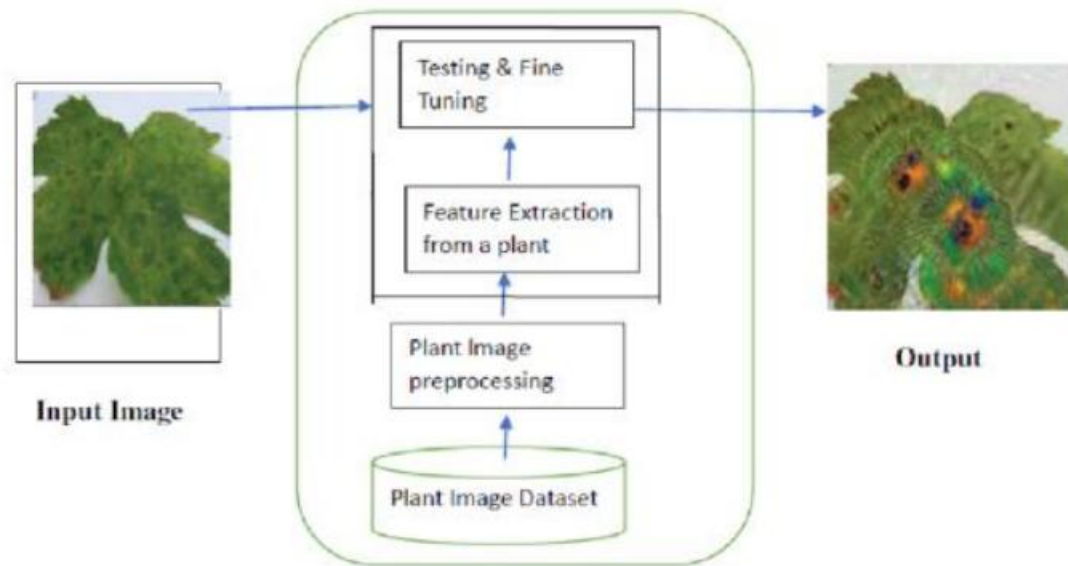 Testing & Fine
Tuning
Feature Extraction
from a plant
Plant Image
preprocessing
Plant Image Dataset
Input Image
Output